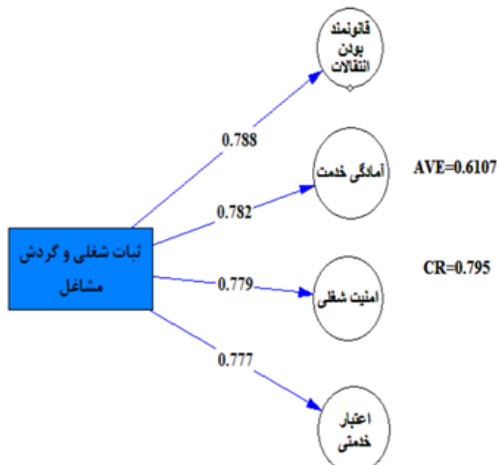 قانونمند
بودن
انتقالات
0.788
آمادگی خدمت
AVE=0.6107
0.782
ثبات شغلی و گردش
مشاغل
CR=0.795
0.779
امنیت شغلی
0.777
اعتبار
خدمتی